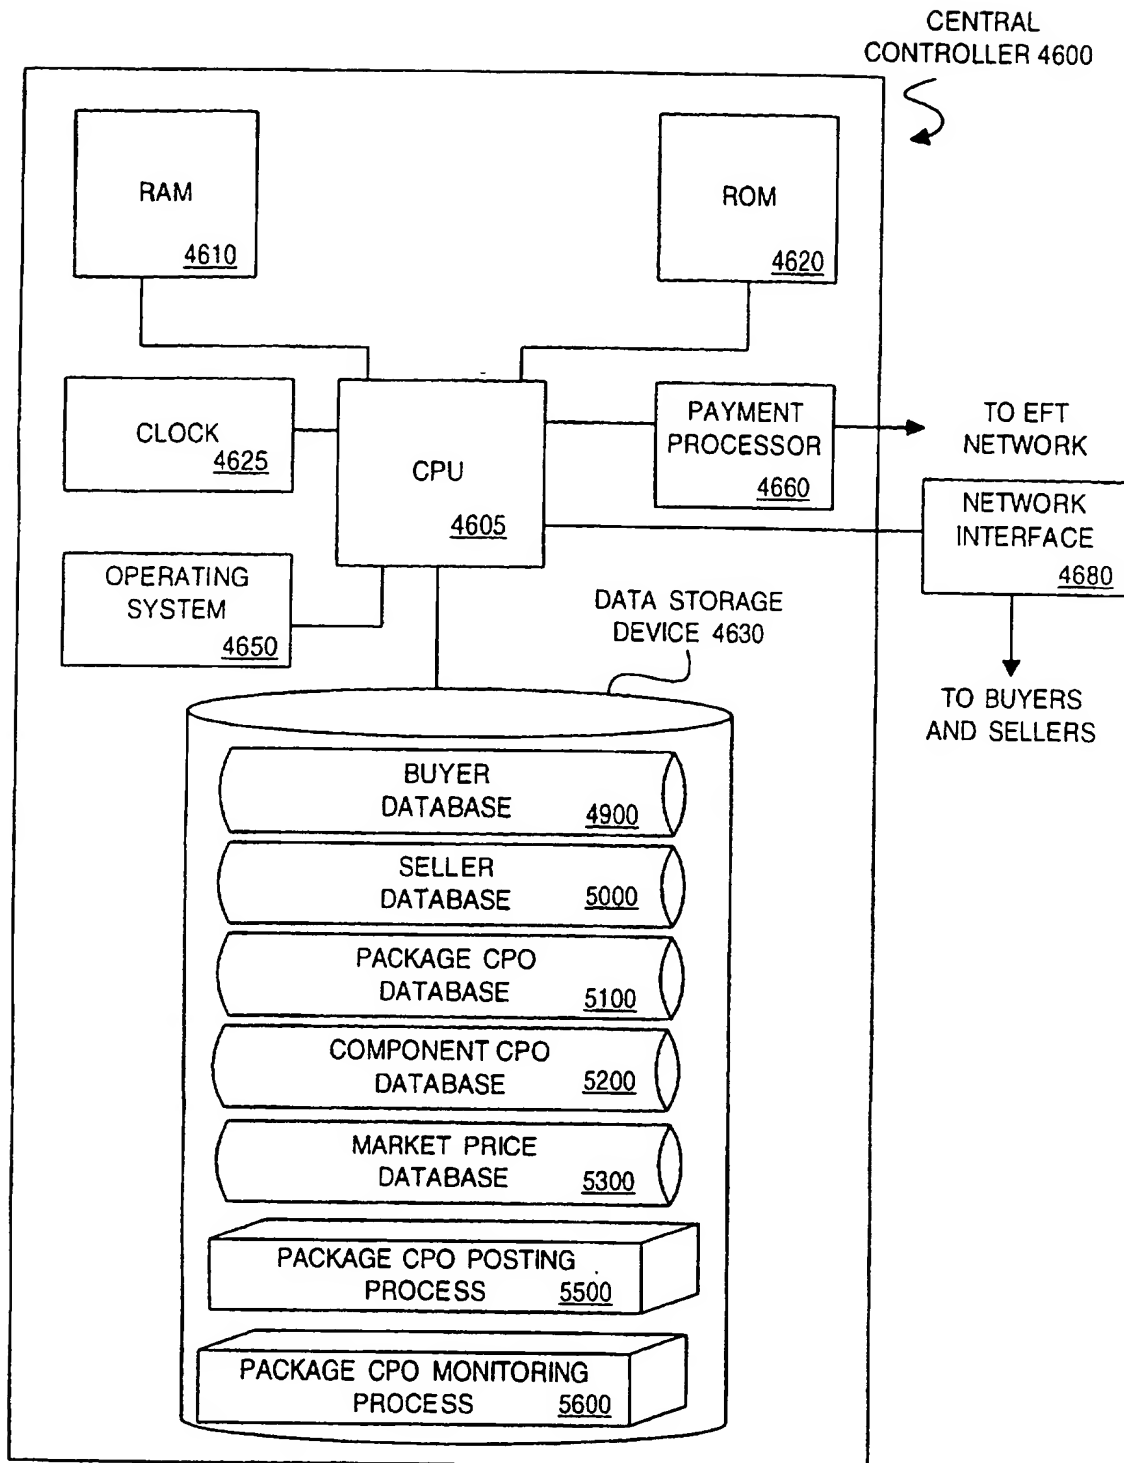 CENTRAL
CONTROLLER 4600
RAM
4610
ROM
4620
CLOCK
4625
CPU
4605
PAYMENT
PROCESSOR
4660
TO EFT
NETWORK
NETWORK
INTERFACE
4680
OPERATING
SYSTEM
4650
DATA STORAGE
DEVICE 4630
TO BUYERS
AND SELLERS
BUYER
DATABASE
4900
SELLER
DATABASE
5000
PACKAGE CPO
DATABASE
5100
COMPONENT CPO
DATABASE
5200
MARKET PRICE
DATABASE
5300
PACKAGE CPO POSTING
PROCESS
5500
PACKAGE CPO MONITORING
PROCESS
5600